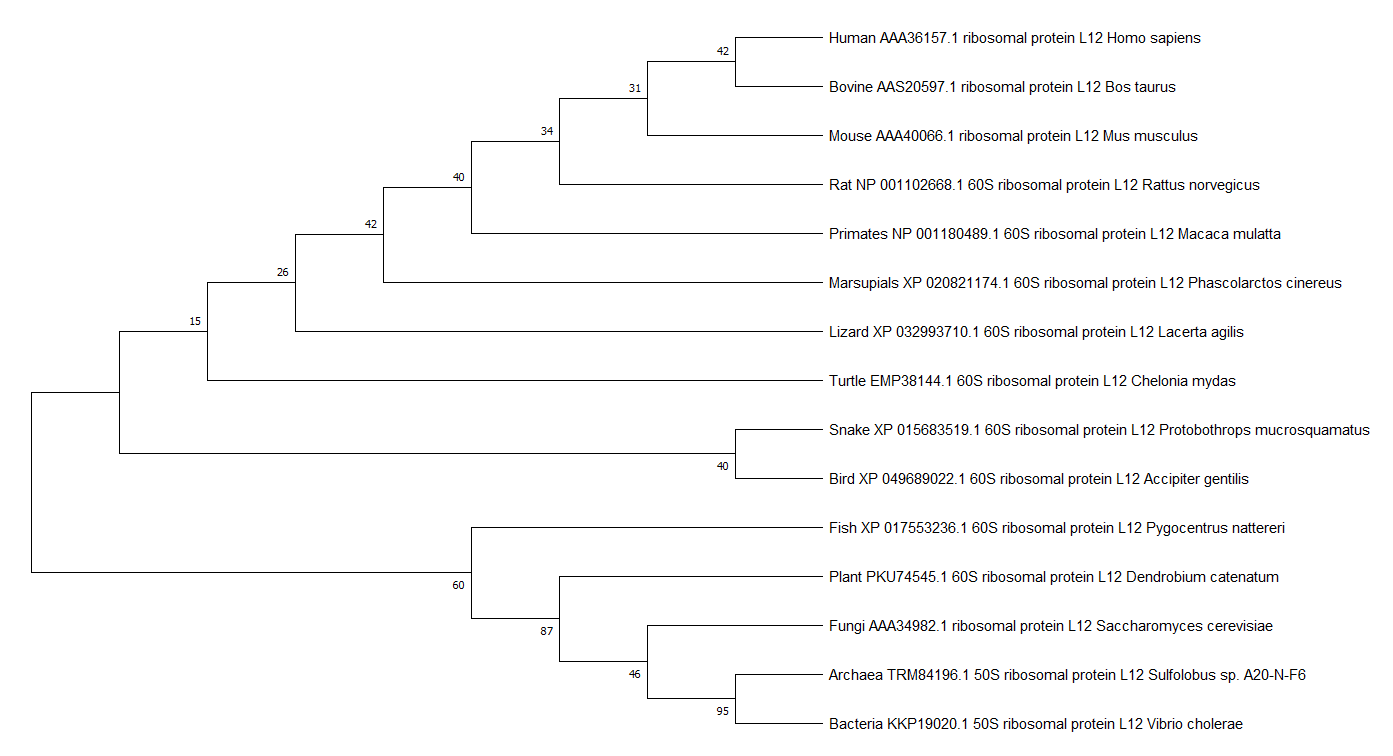 Human AAA36157.1 ribosomal protein L12 Homo sapiens
42
Bovine AAS20597.1 ribosomal protein L12 Bos taurus
31
Mouse AAA40066.1 ribosomal protein L12 Mus musculus
34
Rat NP 001102668.1 60S ribosomal protein L12 Rattus norvegicus
40
Primates NP 001180489.1 60S ribosomal protein L12 Macaca mulatta
42
Marsupials XP 020821174.1 60S ribosomal protein L12 Phascolarctos cinereus
26
Lizard XP 032993710.1 60S ribosomal protein L12 Lacerta agilis
15
Turtle EMP38144.1 60S ribosomal protein L12 Chelonia mydas
Snake XP 015683519.1 60S ribosomal protein L12 Protobothrops mucrosquamatus
40
Bird XP 049689022.1 60S ribosomal protein L12 Accipiter gentilis
Fish XP 017553236.1 60S ribosomal protein L12 Pygocentrus nattereri
60
Plant PKU74545.1 60S ribosomal protein L12 Dendrobium catenatum
87
Fungi AAA34982.1 ribosomal protein L12 Saccharomyces cerevisiae
46
Archaea TRM84196.1 50S ribosomal protein L12 Sulfolobus sp. A20-N-F6
95
Bacteria KKP19020.1 50S ribosomal protein L12 Vibrio cholerae